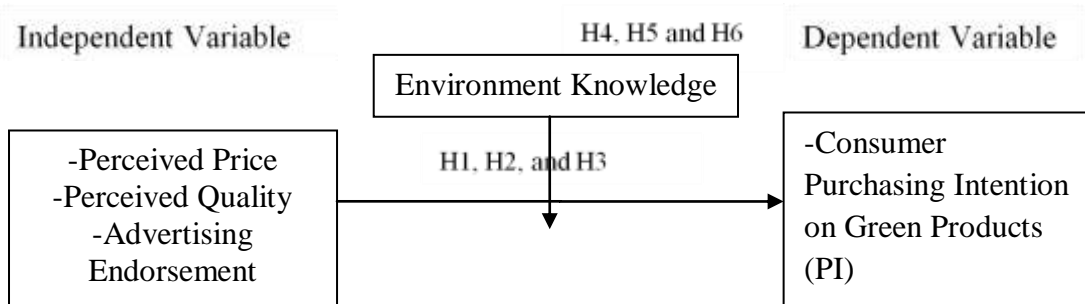 Independent Variable
H4, H5 and H6
Dependent Variable
Environment Knowledge
-Perceived Price
-Perceived Quality
-Advertising
Endorsement
H1, H2, and H3
-Consumer
Purchasing Intention
on Green Products
(PI)